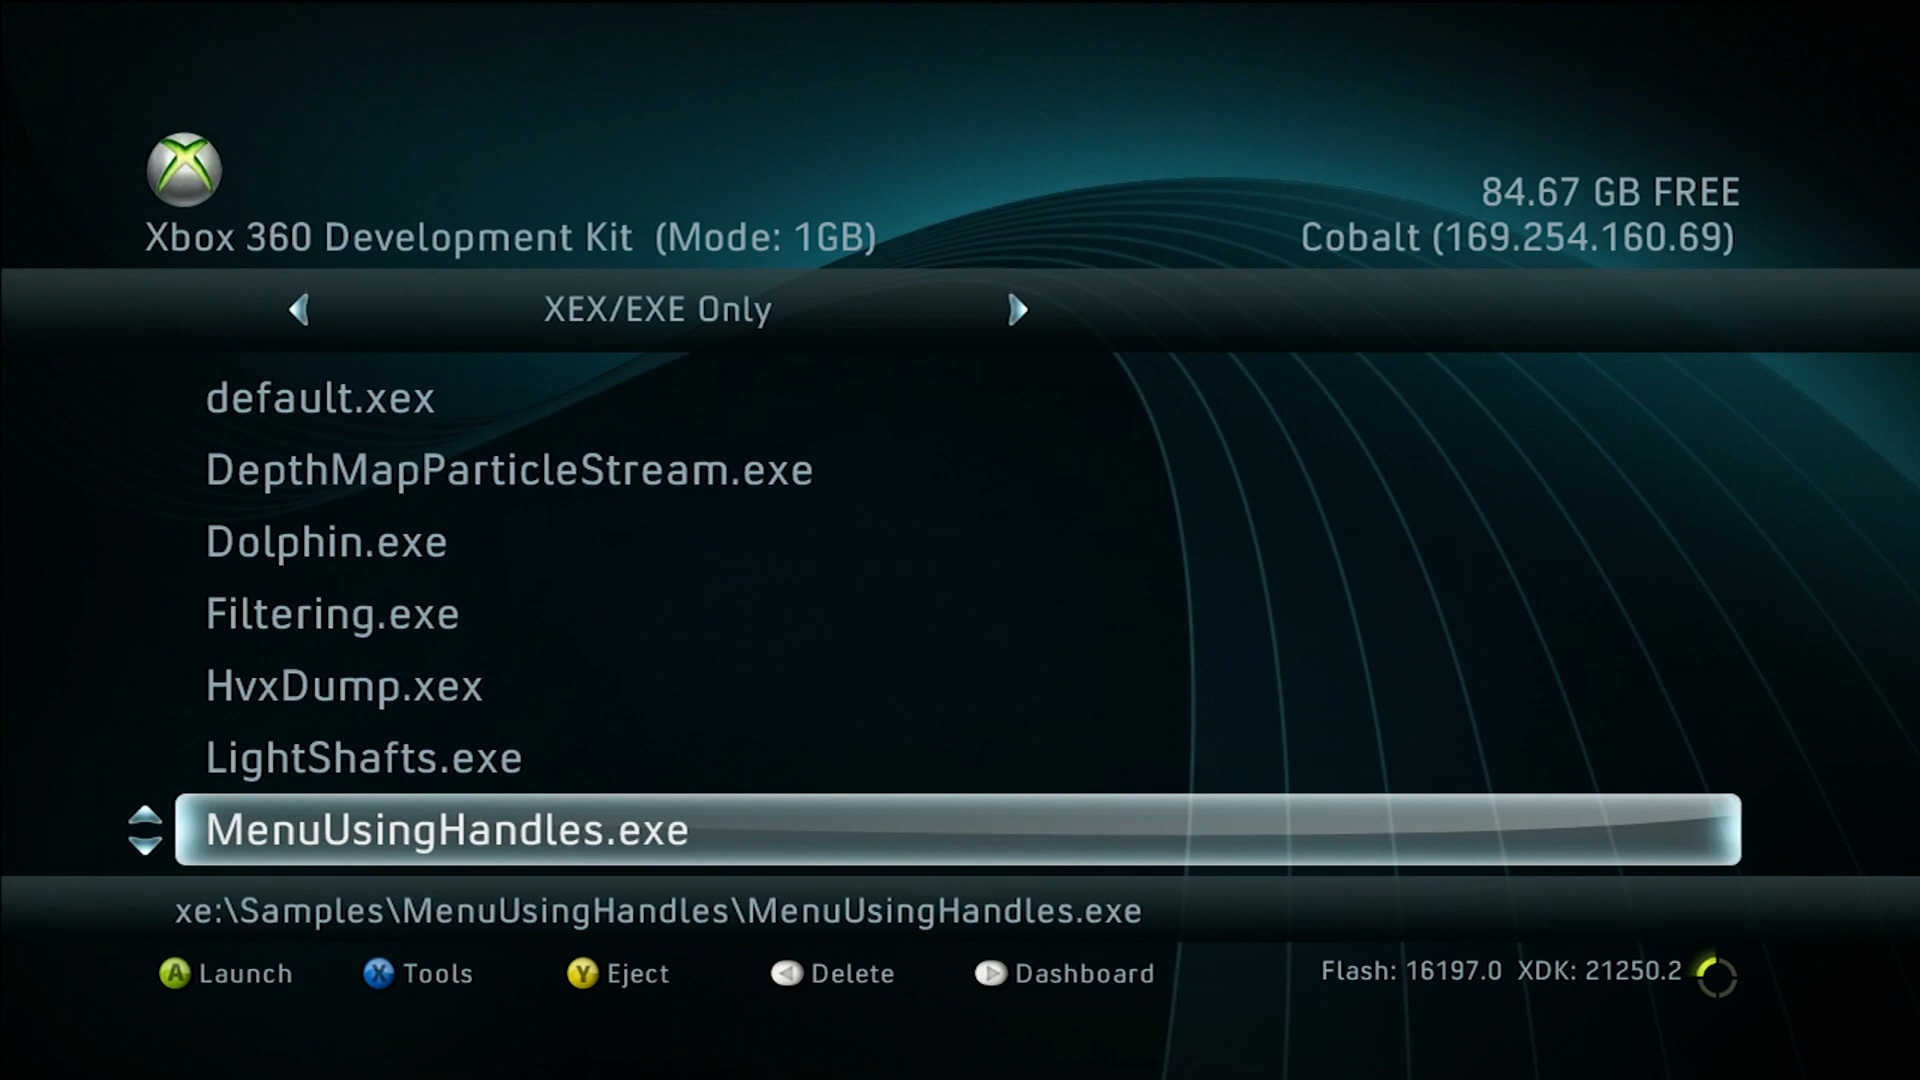 84.67 GB FREE
Xbox 360 Development Kit (Mode: 1GB)
Cobalt (169.254.160.69)
XEX/EXE Only
default.xex
DepthMapParticleStream.exe
Dolphin.exe
Filtering.exe
HvxDump.xex
LightShafts.exe
MenuUsingHandles.exe
xe:\Samples\MenuUsingHandles\MenuUsingHandles.exe
A Launch X Tools Y Eject Delete Dashboard Flash: 16197.0 XDK: 21250.2